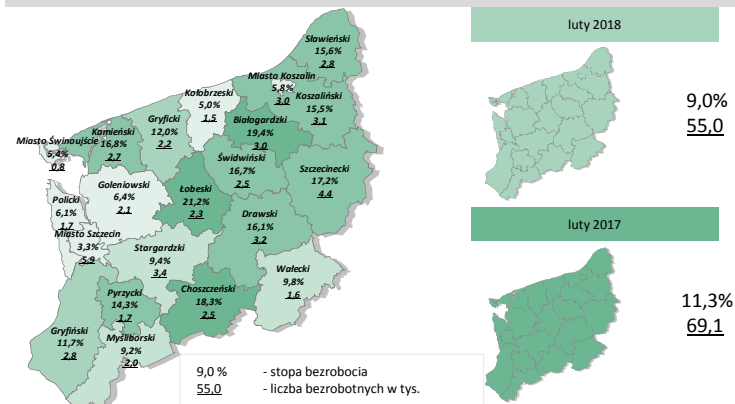 Sławieński
15,6%
2,8
Miasto Koszalin
5,8%
3,0
Kołobrzeski
5,0%
1,5
Koszaliński
15,5%
3,1
Gryficki
12,0%
2,2
Białogardzki
19,4%
3,0
Kamieński
16,8%
2,7
Miasto Świnoujście
5,4%
0,8
Świdwiński
16,7%
2,5
Szczecinecki
17,2%
4,4
Goleniowski
6,4%
2,1
Łobeski
21,2%
2,3
Policki
6,1%
1,7
Drawski
16,1%
3,2
Miasto Szczecin
3,3%
5,9
Stargardzki
9,4%
3,4
Wałecki
9,8%
1,6
Pyrzycki
14,3%
1,7
Choszczeński
18,3%
2,5
Gryfiński
11,7%
2,8
Myśliborski
9,2%
2,0
9,0 % - stopa bezrobocia
55,0 - liczba bezrobotnych w tys.
luty 2018
9,0%
55,0
luty 2017
11,3%
69,1